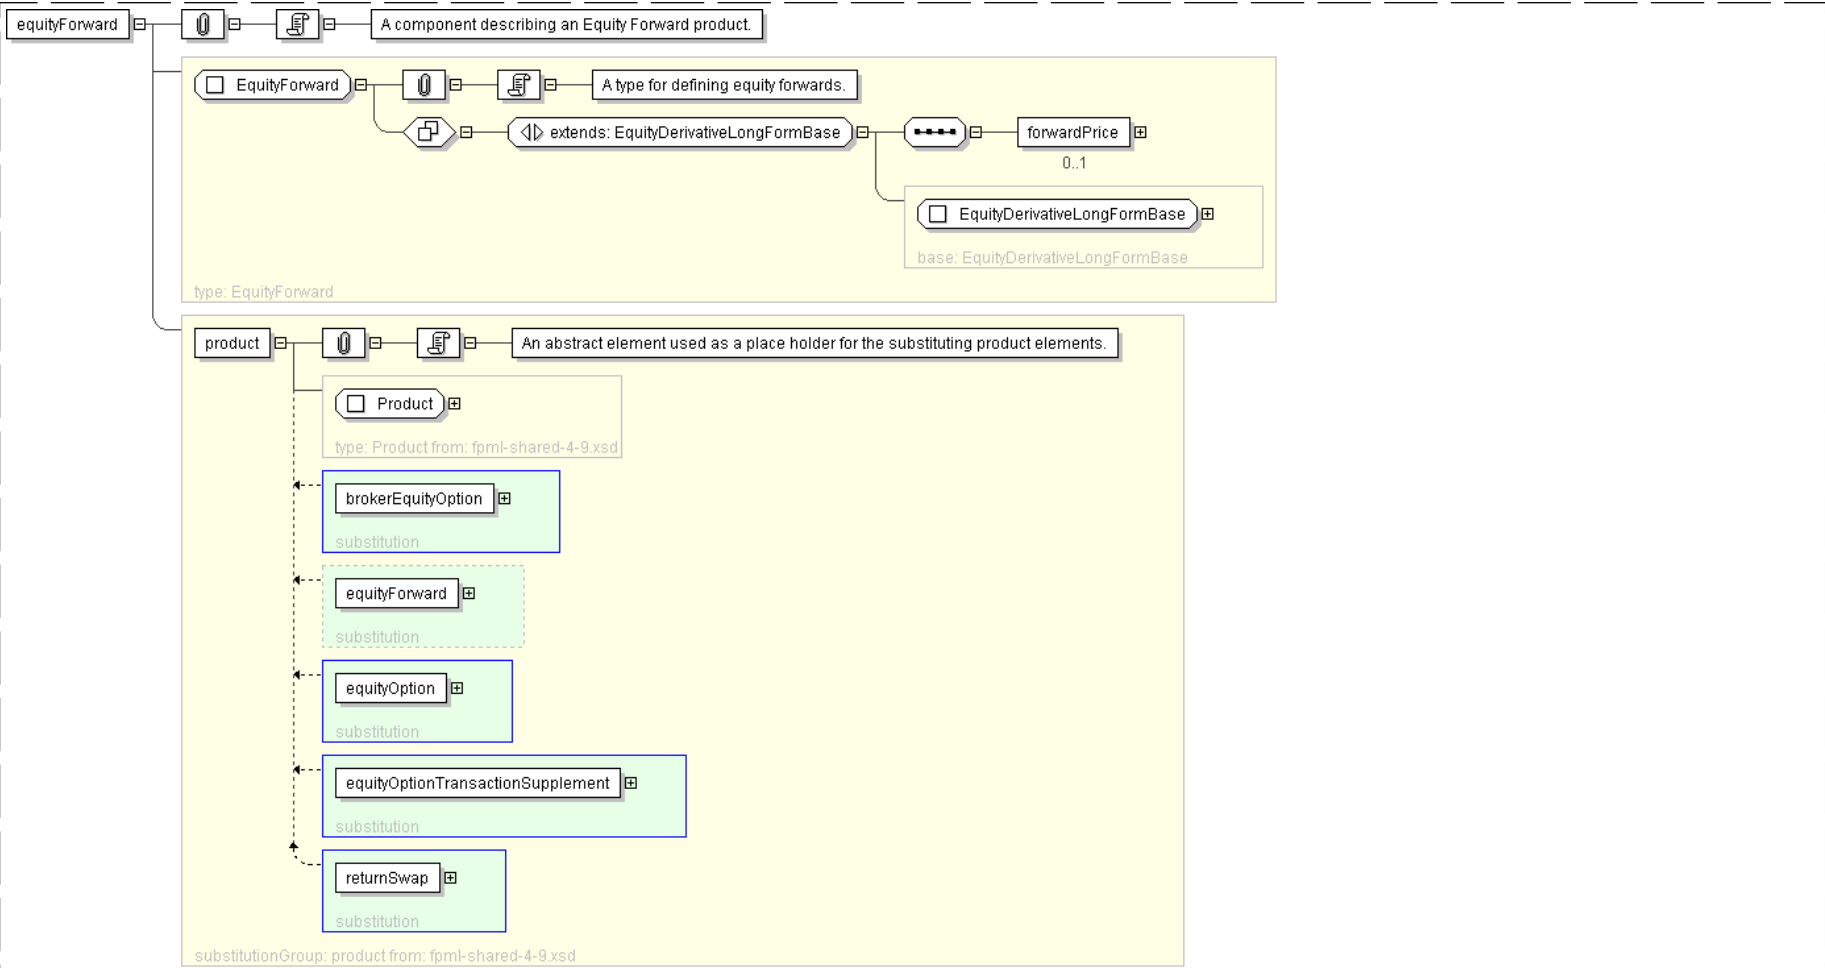 equityForward
A component describing an Equity Forward product.
EquityForward
A type for defining equity forwards.
extends: EquityDerivativeLongFormBase
forwardPrice
0..1
EquityDerivativeLongFormBase
base: EquityDerivativeLongFormBase
type: EquityForward
product
An abstract element used as a place holder for the substituting product elements.
Product
type: Product from: fpml-shared-4-9.xsd
brokerEquityOption
substitution
equityForward
substitution
equityOption
substitution
equityOptionTransactionSupplement
substitution
returnSwap
substitution
substitutionGroup: product from: fpml-shared-4-9.xsd